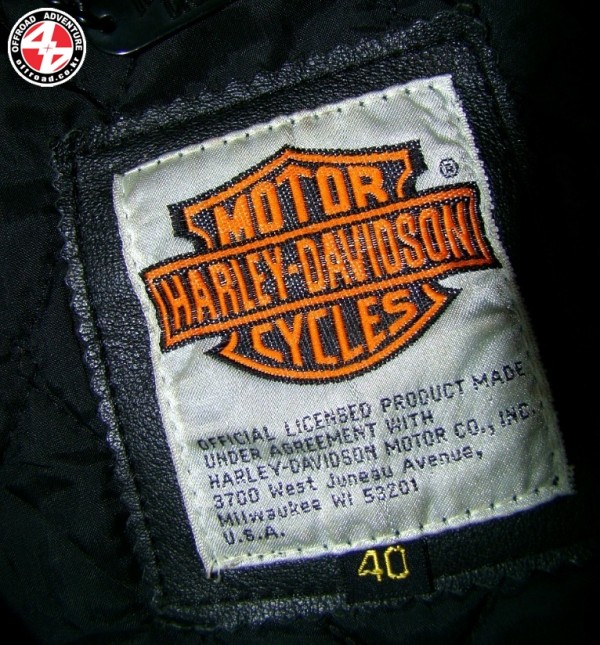 OFFROAD ADVENTURE
4x4
offroad.co.kr
MOTOR
®
HARLEY-DAVIDSON
CYCLES
OFFICIAL LICENSED PRODUCT MADE
UNDER AGREEMENT WITH
HARLEY-DAVIDSON MOTOR CO., INC.,
3700 West Juneau Avenue,
Milwaukee WI 53201
U.S.A.
40